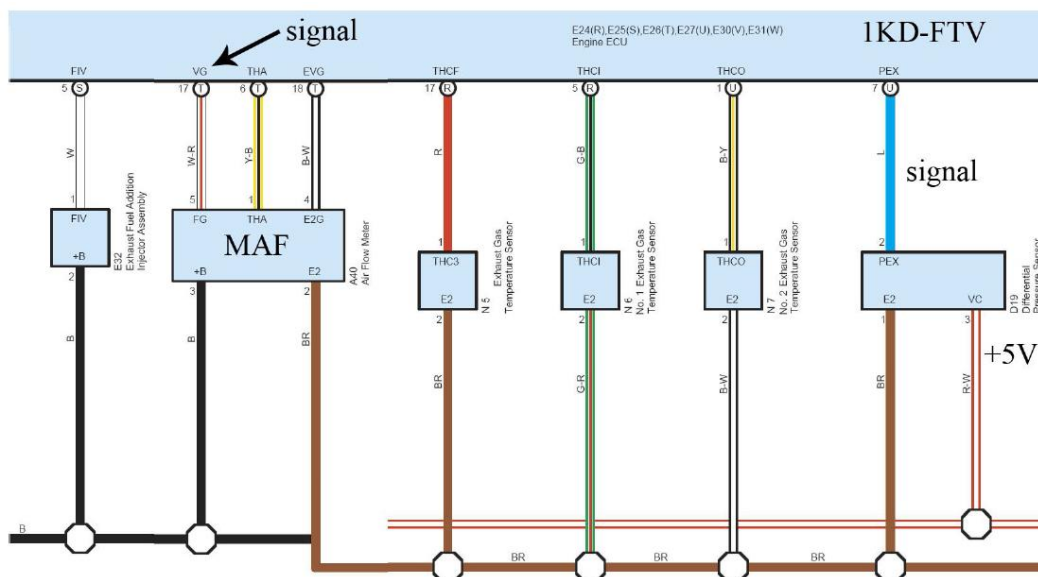 signal
E24(R),E25(S),E26(T),E27(U),E30(V),E31(W)
Engine ECU
1KD-FTV
FIV VG THA EVG THCF THCI THCO PEX
5 S 17 T 6 T 18 T 17 R 5 R 1 U 7 U
W W-R Y-B B-W R G-B B-Y L
signal
1 5 1 4 1 1 1 2
FIV FG THA E2G THC3 THCI THCO PEX
MAF
+B +B E2 E2 E2 E2 E2 VC
2 3 2 2 2 2 1 3
E32
Exhaust Fuel Addition
Injector Assembly
A40
Air Flow Meter
N 5
Exhaust Gas
Temperature Sensor
N 6
No. 1 Exhaust Gas
Temperature Sensor
N 7
No. 2 Exhaust Gas
Temperature Sensor
D19
Differential
Pressure Sensor
+5V
B B BR BR G-R B-W BR R-W
B
BR BR BR